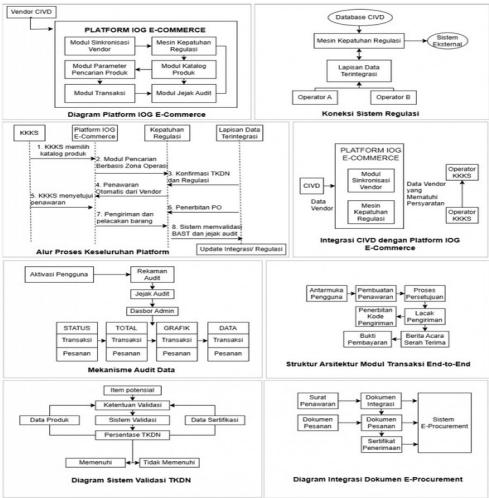 Vendor CIVD
PLATFORM IOG E-COMMERCE
Modul Sinkronisasi
Vendor
Mesin Kepatuhan
Regulasi
Modul Parameter
Pencarian Produk
Modul Katalog
Produk
Modul Transaksi
Modul Jejak Audit
Diagram Platform IOG E-Commerce
Database CIVD
Mesin Kepatuhan Regulasi
Sistem
Eksternal
Lapisan Data
Terintegrasi
Operator A
Operator B
Koneksi Sistem Regulasi
KKKS
Platform IOG
E-Commerce
Kepatuhan
Regulasi
Lapisan Data
Terintegrasi
1. KKKS memilih
katalog produk
2. Modul Pencarian
Berbasis Zona Operasi
3. Konfirmasi TKDN
dan Regulasi
4. Penawaran
Otomatis dari Vendor
5. KKKS menyetujui
penawaran
6. Penerbitan PO
7. Pengiriman dan
pelacakan barang
8. Sistem memvalidasi
BAST dan jejak audit
Update Integrasi/ Regulasi
Alur Proses Keseluruhan Platform
PLATFORM IOG
E-COMMERCE
Modul
Sinkronisasi
Vendor
Mesin
Kepatuhan
Regulasi
CIVD
Data
Vendor
Data Vendor
yang
Mematuhi
Persyaratan
Operator
KKKS
Operator
KKKS
Integrasi CIVD dengan Platform IOG
E-Commerce
Aktivasi Pengguna
Rekaman
Audit
Jejak Audit
Dasbor Admin
STATUS
TOTAL
GRAFIK
DATA
Transaksi
Transaksi
Transaksi
Transaksi
Pesanan
Pesanan
Pesanan
Pesanan
Mekanisme Audit Data
Antarmuka
Pengguna
Pembuatan
Penawaran
Proses
Persetujuan
Penerbitan
Kode
Pengiriman
Lacak
Pengiriman
Bukti
Pembayaran
Berita Acara
Serah Terima
Struktur Arsitektur Modul Transaksi End-to-End
Item potensial
Ketentuan Validasi
Data Produk
Sistem Validasi
Data Sertifikasi
Persentase TKDN
Memenuhi
Tidak Memenuhi
Diagram Sistem Validasi TKDN
Surat
Penawaran
Dokumen
Integrasi
Dokumen
Pesanan
Dokumen
Pesanan
Sertifikat
Penerimaan
Sistem
E-Procurement
Diagram Integrasi Dokumen E-Procurement